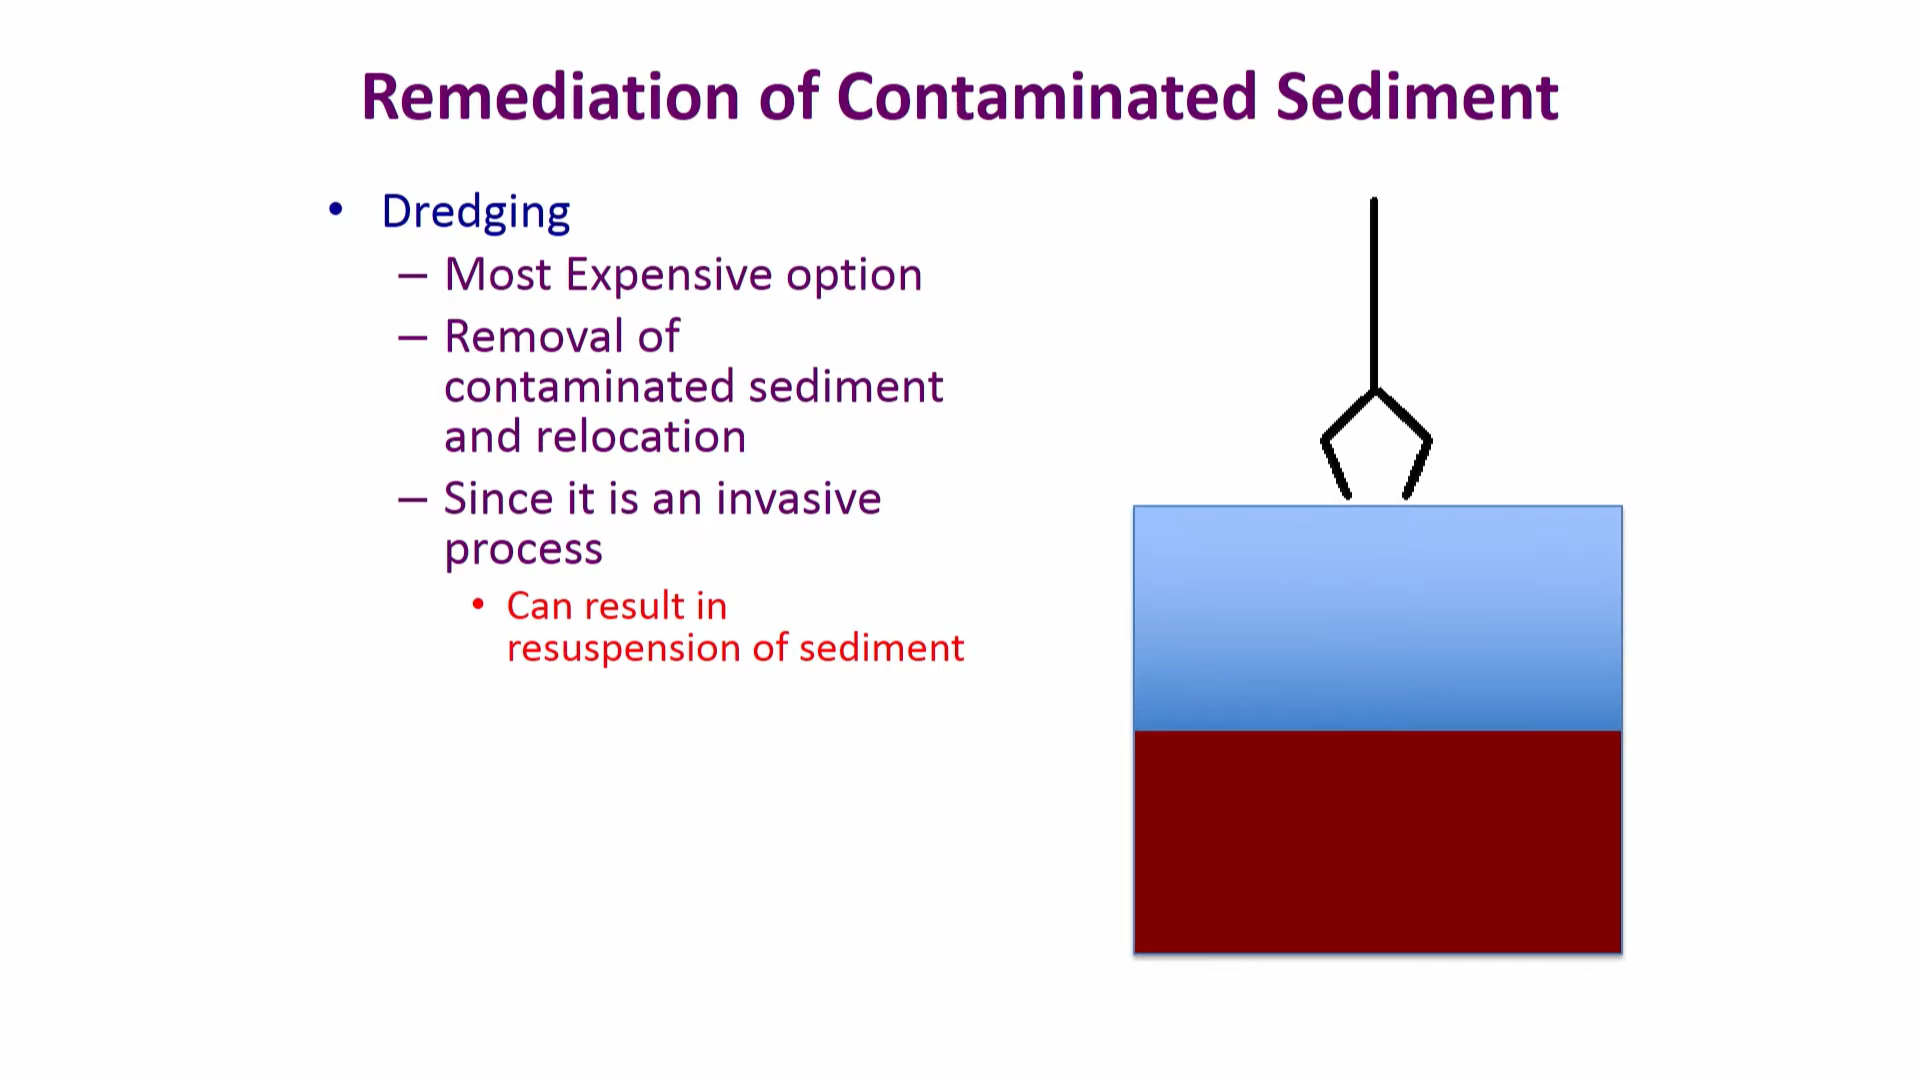 Remediation of Contaminated Sediment
• Dredging
– Most Expensive option
– Removal of
contaminated sediment
and relocation
– Since it is an invasive
process
• Can result in
resuspension of sediment